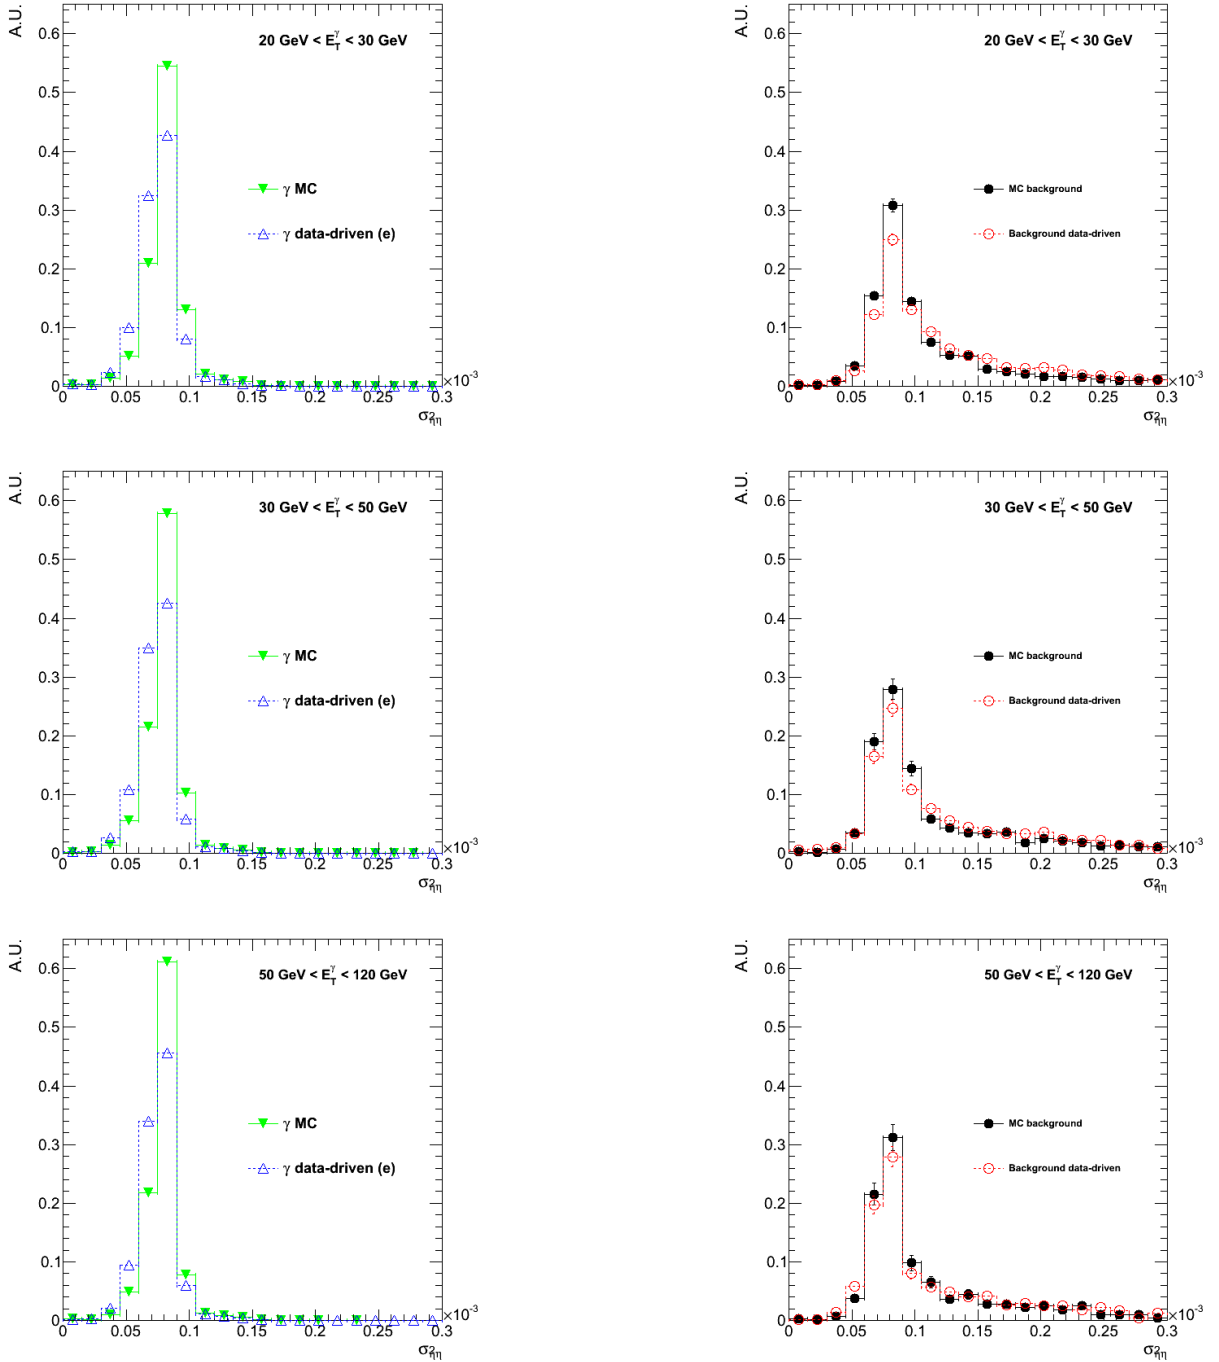 A.U.
20 GeV < E_T^γ < 30 GeV
0.6
0.5
0.4
γ MC
0.3
γ data-driven (e)
0.2
0.1
0
0 0.05 0.1 0.15 0.2 0.25 0.3
×10⁻³
σ²ηη
A.U.
20 GeV < E_T^γ < 30 GeV
0.6
0.5
0.4
MC background
0.3
Background data-driven
0.2
0.1
0
0 0.05 0.1 0.15 0.2 0.25 0.3
×10⁻³
σ²ηη
A.U.
30 GeV < E_T^γ < 50 GeV
0.6
0.5
0.4
γ MC
0.3
γ data-driven (e)
0.2
0.1
0
0 0.05 0.1 0.15 0.2 0.25 0.3
×10⁻³
σ²ηη
A.U.
30 GeV < E_T^γ < 50 GeV
0.6
0.5
0.4
MC background
0.3
Background data-driven
0.2
0.1
0
0 0.05 0.1 0.15 0.2 0.25 0.3
×10⁻³
σ²ηη
A.U.
50 GeV < E_T^γ < 120 GeV
0.6
0.5
0.4
γ MC
0.3
γ data-driven (e)
0.2
0.1
0
0 0.05 0.1 0.15 0.2 0.25 0.3
×10⁻³
σ²ηη
A.U.
50 GeV < E_T^γ < 120 GeV
0.6
0.5
0.4
MC background
0.3
Background data-driven
0.2
0.1
0
0 0.05 0.1 0.15 0.2 0.25 0.3
×10⁻³
σ²ηη